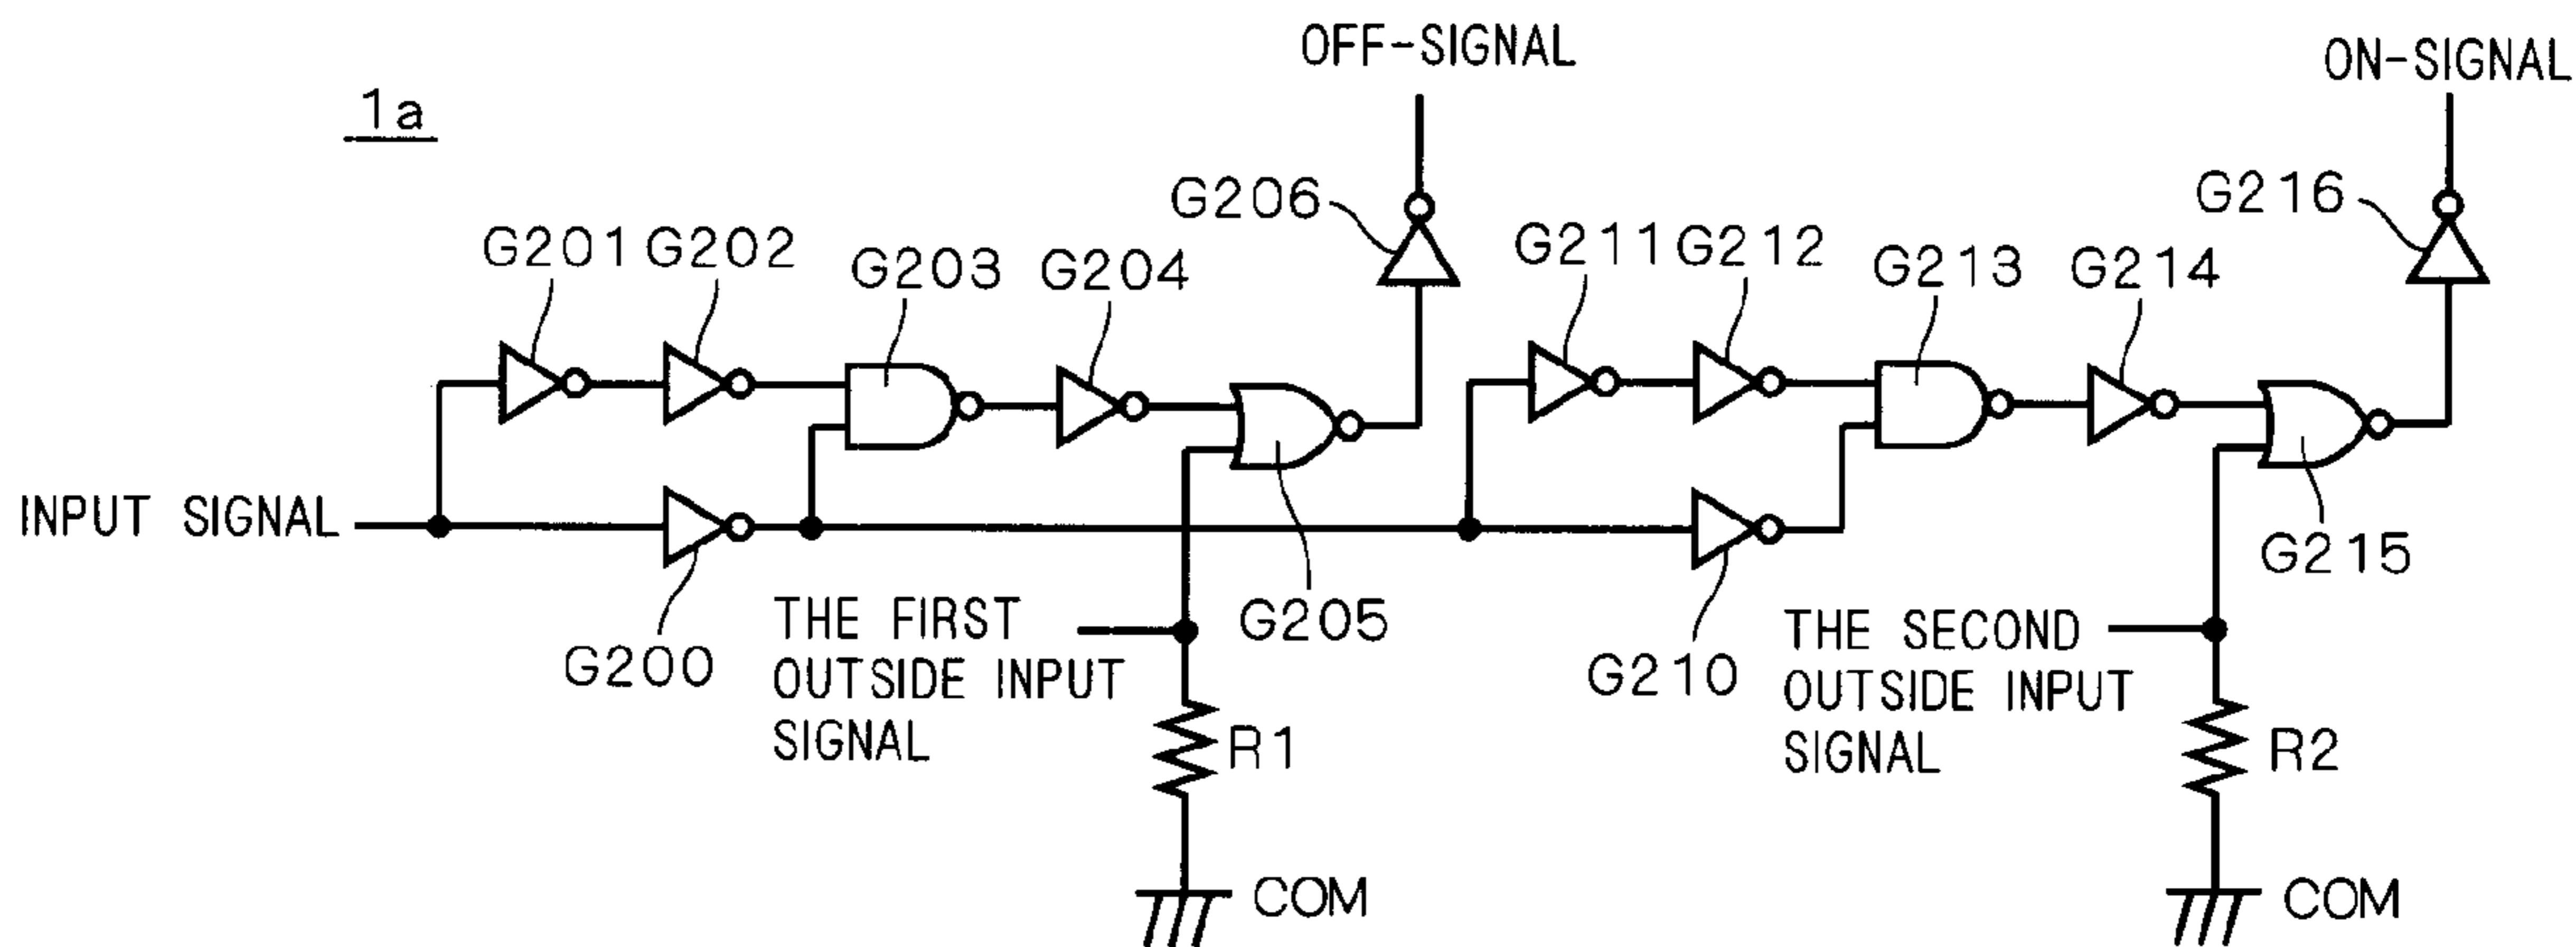 OFF-SIGNAL
ON-SIGNAL
1a
G206
G216
G201
G202
G203
G204
G211
G212
G213
G214
INPUT SIGNAL
G200
G205
G210
G215
THE FIRST
OUTSIDE INPUT
SIGNAL
THE SECOND
OUTSIDE INPUT
SIGNAL
R1
R2
COM
COM